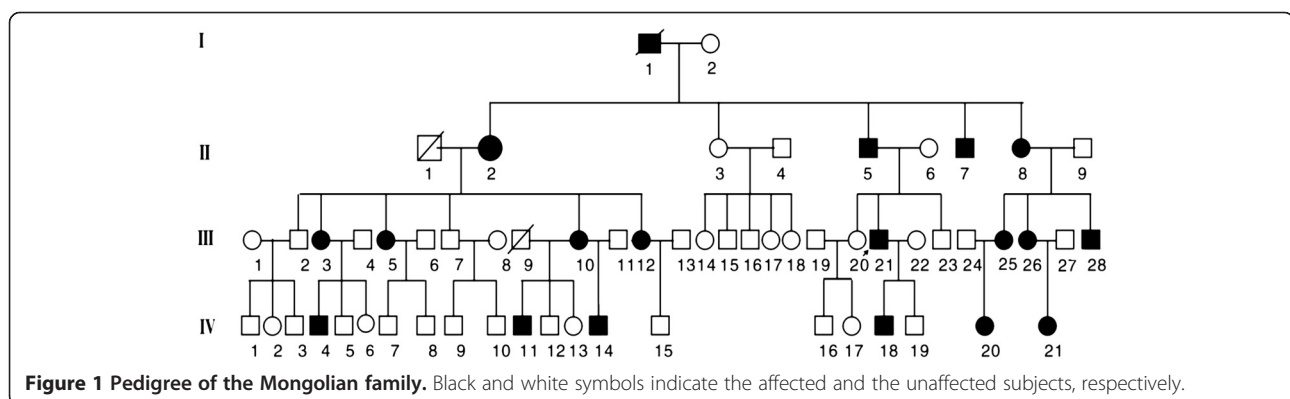 I
1 2
II
1 2 3 4 5 6 7 8 9
III
1 2 3 4 5 6 7 8 9 10 11 12 13 14 15 16 17 18 19 20 21 22 23 24 25 26 27 28
IV
1 2 3 4 5 6 7 8 9 10 11 12 13 14 15 16 17 18 19 20 21
Figure 1 Pedigree of the Mongolian family. Black and white symbols indicate the affected and the unaffected subjects, respectively.